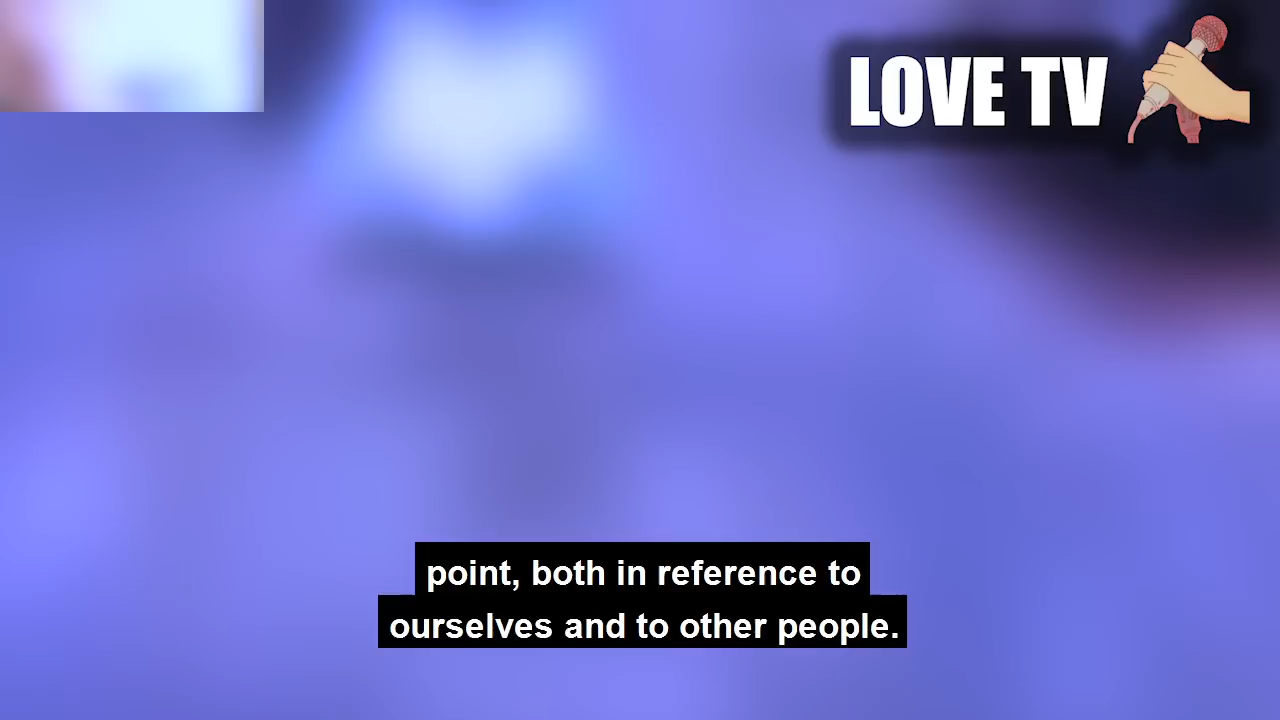 LOVE TV
point, both in reference to
ourselves and to other people.